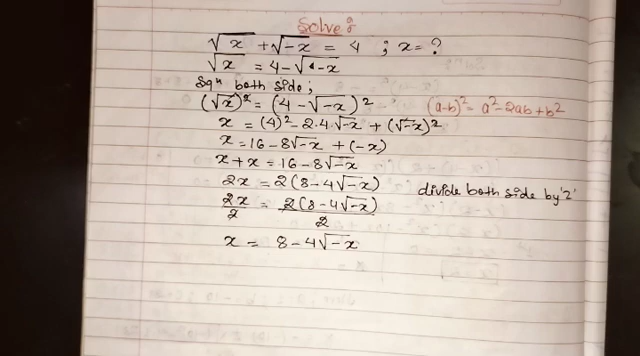 Solve :
√x + √-x = 4 ; x = ?
√x = 4 - √-x
Sqⁿ both side ;
(√x)² = (4 - √-x)² (a-b)² = a² - 2ab + b²
x = (4)² - 2.4.√-x + (√-x)²
x = 16 - 8√-x + (-x)
x + x = 16 - 8√-x
2x = 2(8 - 4√-x) divide both side by '2'
2x/2 = 2(8 - 4√-x)/2
x = 8 - 4√-x